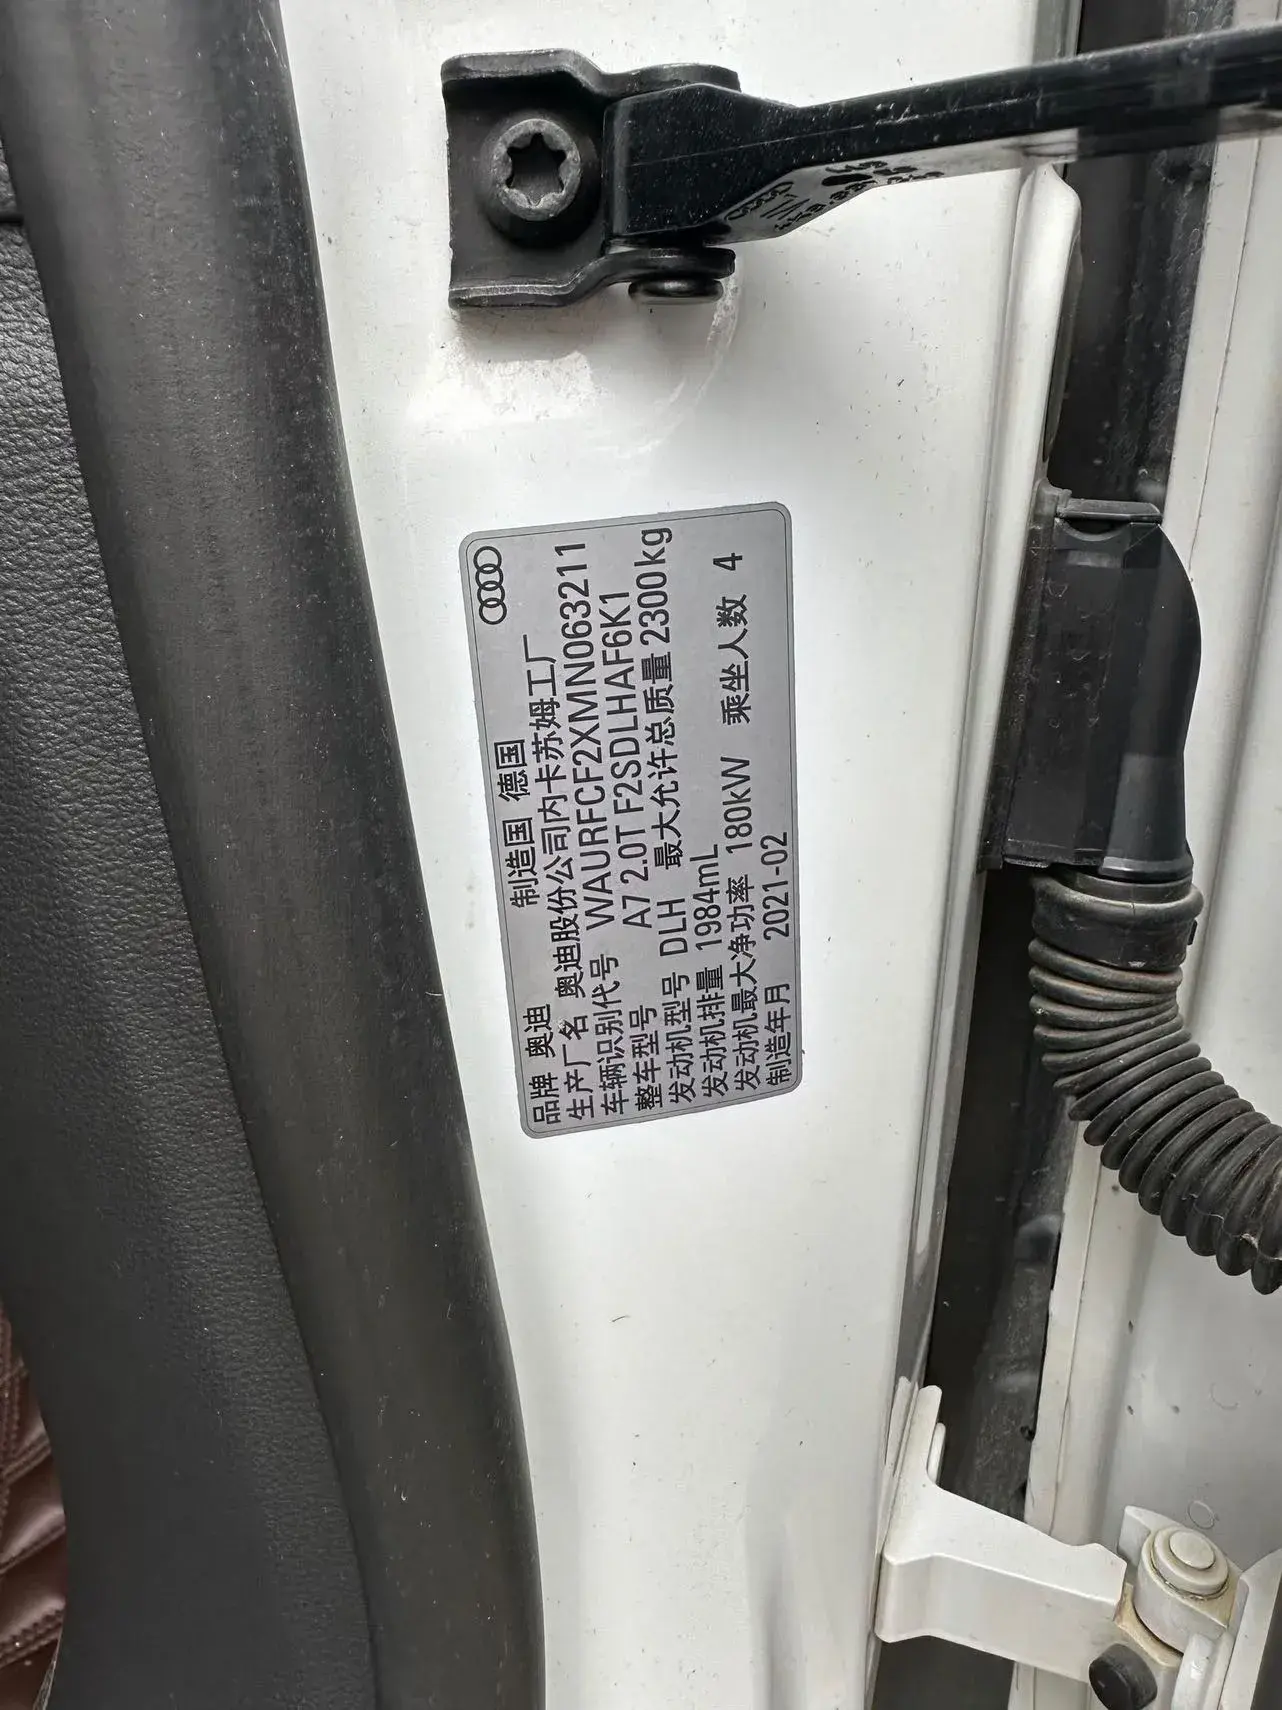 品牌 奥迪 制造国 德国
生产厂名 奥迪股份公司内卡苏姆工厂
车辆识别代号 WAURFCF2XMN063211
整车型号 A7 2.0T F2SDLHAF6K1
发动机型号 DLH 最大允许总质量 2300kg
发动机排量 1984mL
发动机最大净功率 180kW 乘坐人数 4
制造年月 2021-02